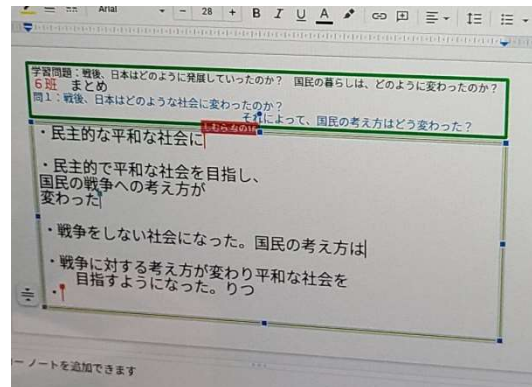 Arial - 28 + B I U A
学習問題：戦後、日本はどのように発展していったのか？　国民の暮らしは、どのように変わったのか？
６班　まとめ
問１：戦後、日本はどのような社会に変わったのか？
それによって、国民の考え方はどう変わった？
・民主的な平和な社会に
・民主的で平和な社会を目指し、
国民の戦争への考え方が
変わった
・戦争をしない社会になった。国民の考え方は
・戦争に対する考え方が変わり平和な社会を
目指すようになった。りつ
・
ー ノートを追加できます